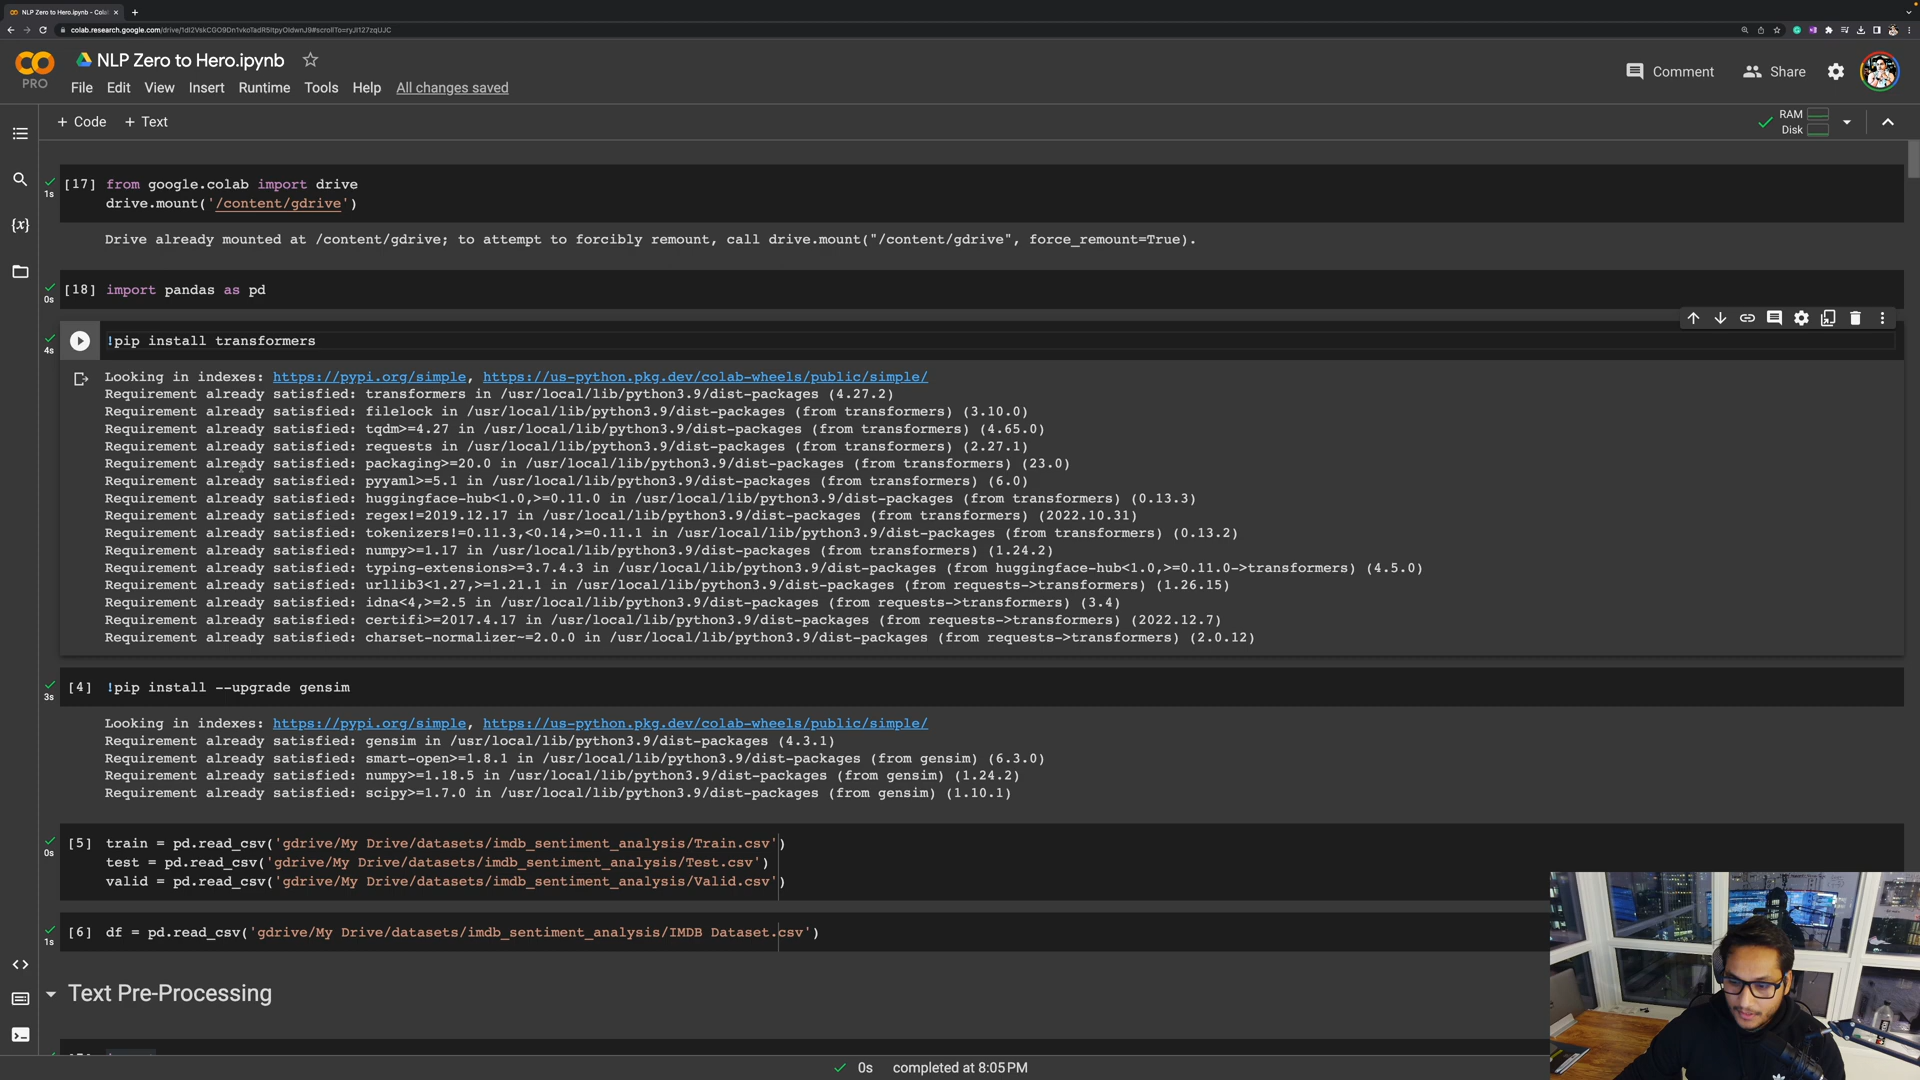 NLP Zero to Hero.ipynb - Cola
colab.research.google.com
PRO
NLP Zero to Hero.ipynb
File Edit View Insert Runtime Tools Help All changes saved
Comment Share
+ Code + Text
RAM
Disk
[17] from google.colab import drive
1s
drive.mount('/content/gdrive')
Drive already mounted at /content/gdrive; to attempt to forcibly remount, call drive.mount("/content/gdrive", force_remount=True).
[18] import pandas as pd
0s
!pip install transformers
4s
Looking in indexes: https://pypi.org/simple, https://us-python.pkg.dev/colab-wheels/public/simple/
Requirement already satisfied: transformers in /usr/local/lib/python3.9/dist-packages (4.27.2)
Requirement already satisfied: filelock in /usr/local/lib/python3.9/dist-packages (from transformers) (3.10.0)
Requirement already satisfied: tqdm>=4.27 in /usr/local/lib/python3.9/dist-packages (from transformers) (4.65.0)
Requirement already satisfied: requests in /usr/local/lib/python3.9/dist-packages (from transformers) (2.27.1)
Requirement already satisfied: packaging>=20.0 in /usr/local/lib/python3.9/dist-packages (from transformers) (23.0)
Requirement already satisfied: pyyaml>=5.1 in /usr/local/lib/python3.9/dist-packages (from transformers) (6.0)
Requirement already satisfied: huggingface-hub<1.0,>=0.11.0 in /usr/local/lib/python3.9/dist-packages (from transformers) (0.13.3)
Requirement already satisfied: regex!=2019.12.17 in /usr/local/lib/python3.9/dist-packages (from transformers) (2022.10.31)
Requirement already satisfied: tokenizers!=0.11.3,<0.14,>=0.11.1 in /usr/local/lib/python3.9/dist-packages (from transformers) (0.13.2)
Requirement already satisfied: numpy>=1.17 in /usr/local/lib/python3.9/dist-packages (from transformers) (1.24.2)
Requirement already satisfied: typing-extensions>=3.7.4.3 in /usr/local/lib/python3.9/dist-packages (from huggingface-hub<1.0,>=0.11.0->transformers) (4.5.0)
Requirement already satisfied: urllib3<1.27,>=1.21.1 in /usr/local/lib/python3.9/dist-packages (from requests->transformers) (1.26.15)
Requirement already satisfied: idna<4,>=2.5 in /usr/local/lib/python3.9/dist-packages (from requests->transformers) (3.4)
Requirement already satisfied: certifi>=2017.4.17 in /usr/local/lib/python3.9/dist-packages (from requests->transformers) (2022.12.7)
Requirement already satisfied: charset-normalizer~=2.0.0 in /usr/local/lib/python3.9/dist-packages (from requests->transformers) (2.0.12)
[4] !pip install --upgrade gensim
3s
Looking in indexes: https://pypi.org/simple, https://us-python.pkg.dev/colab-wheels/public/simple/
Requirement already satisfied: gensim in /usr/local/lib/python3.9/dist-packages (4.3.1)
Requirement already satisfied: smart-open>=1.8.1 in /usr/local/lib/python3.9/dist-packages (from gensim) (6.3.0)
Requirement already satisfied: numpy>=1.18.5 in /usr/local/lib/python3.9/dist-packages (from gensim) (1.24.2)
Requirement already satisfied: scipy>=1.7.0 in /usr/local/lib/python3.9/dist-packages (from gensim) (1.10.1)
[5] train = pd.read_csv('gdrive/My Drive/datasets/imdb_sentiment_analysis/Train.csv')
0s
test = pd.read_csv('gdrive/My Drive/datasets/imdb_sentiment_analysis/Test.csv')
valid = pd.read_csv('gdrive/My Drive/datasets/imdb_sentiment_analysis/Valid.csv')
[6] df = pd.read_csv('gdrive/My Drive/datasets/imdb_sentiment_analysis/IMDB Dataset.csv')
1s
Text Pre-Processing
0s completed at 8:05 PM